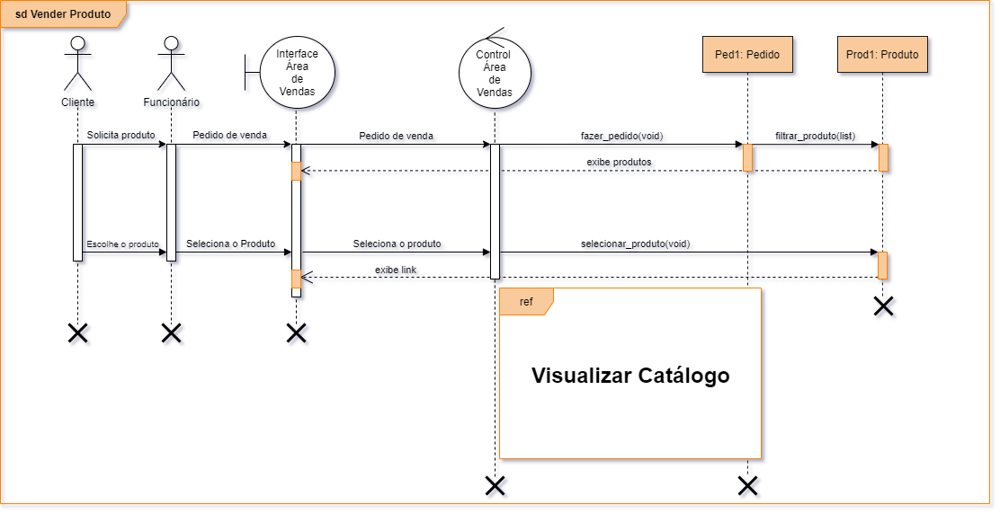 sd Vender Produto
Cliente
Funcionário
Interface
Área
de
Vendas
Control
Área
de
Vendas
Ped1: Pedido
Prod1: Produto
Solicita produto
Pedido de venda
Pedido de venda
fazer_pedido(void)
filtrar_produto(list)
exibe produtos
Escolhe o produto
Seleciona o Produto
Seleciona o produto
selecionar_produto(void)
exibe link
ref
Visualizar Catálogo